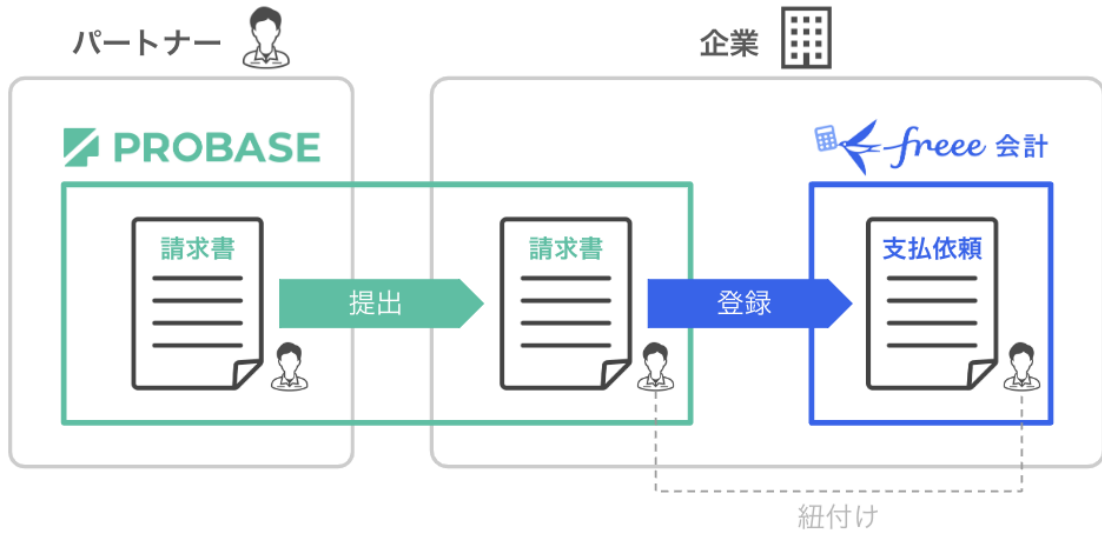 パートナー
企業
PROBASE
freee 会計
請求書
提出
請求書
登録
支払依頼
紐付け